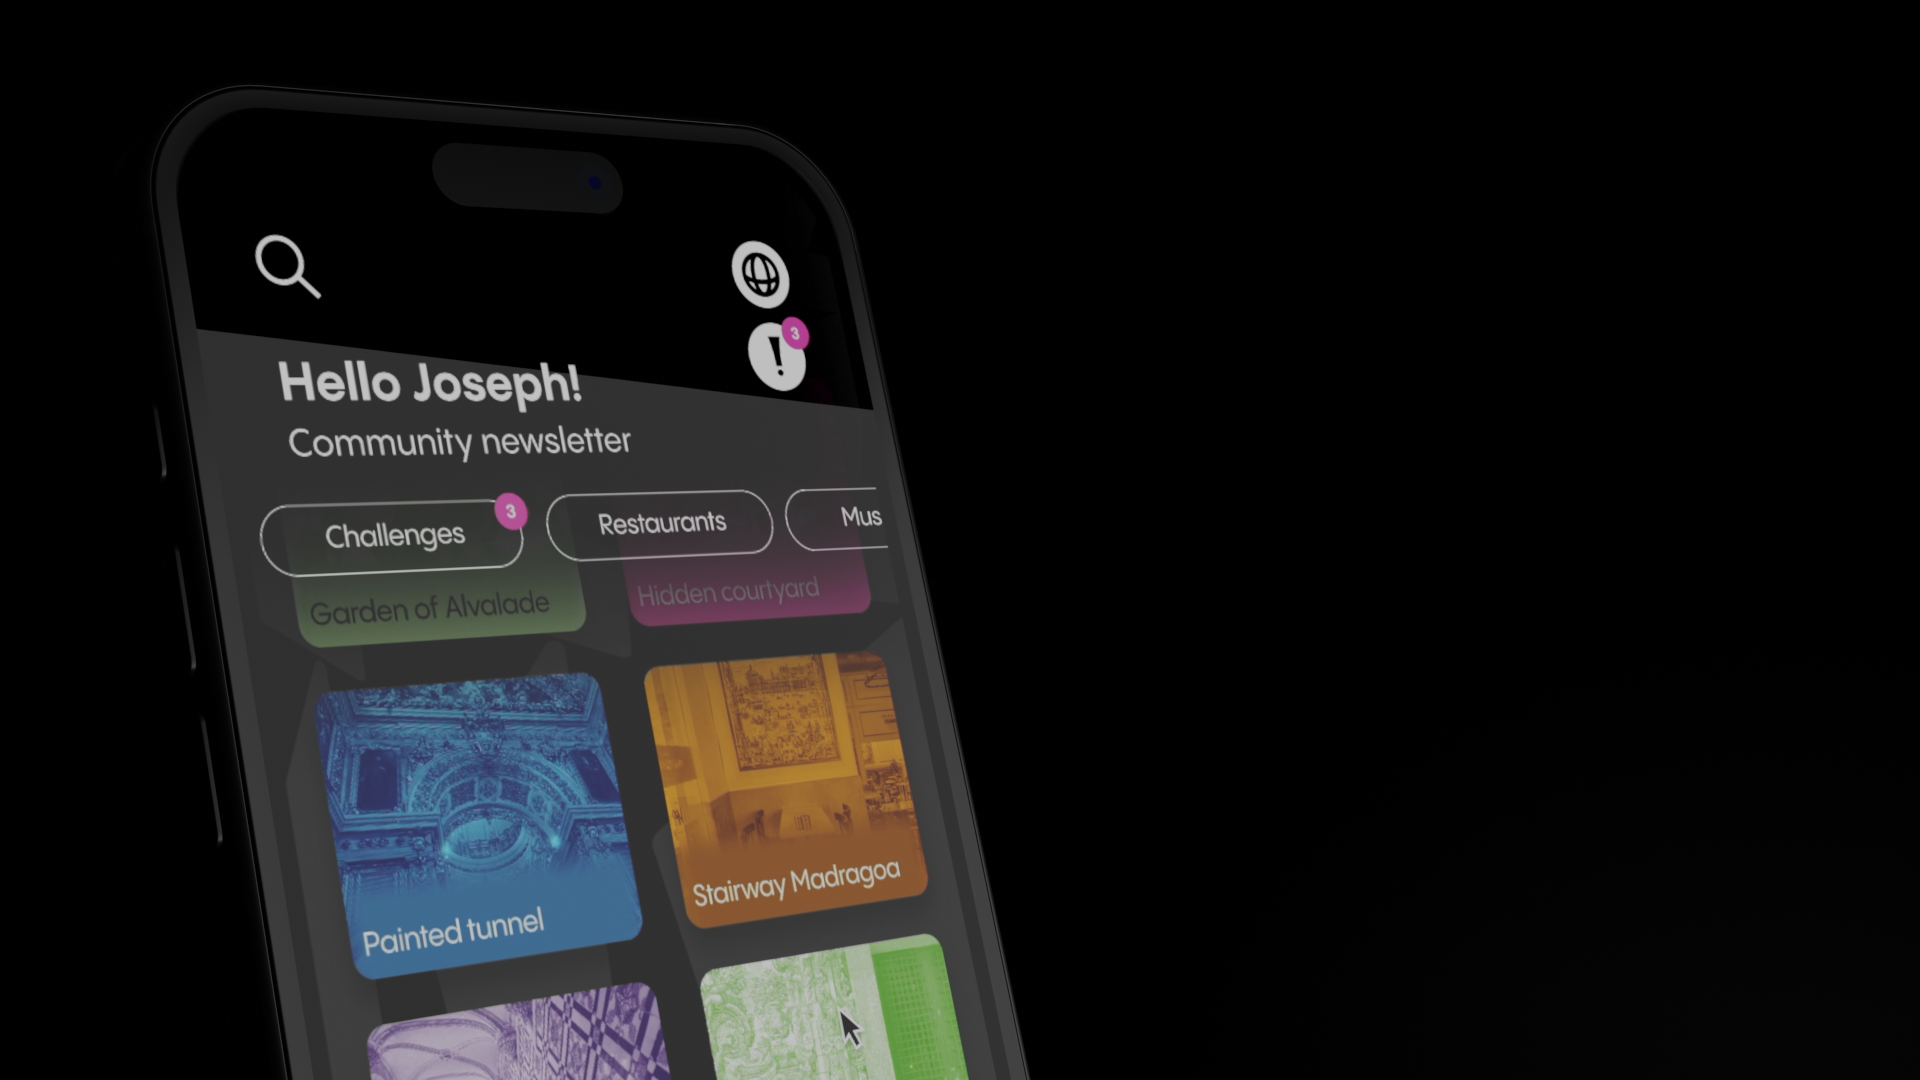 3
Hello Joseph!
Community newsletter
3
Challenges
Restaurants
Mus
Garden of Alvalade
Hidden courtyard
Stairway Madragoa
Painted tunnel